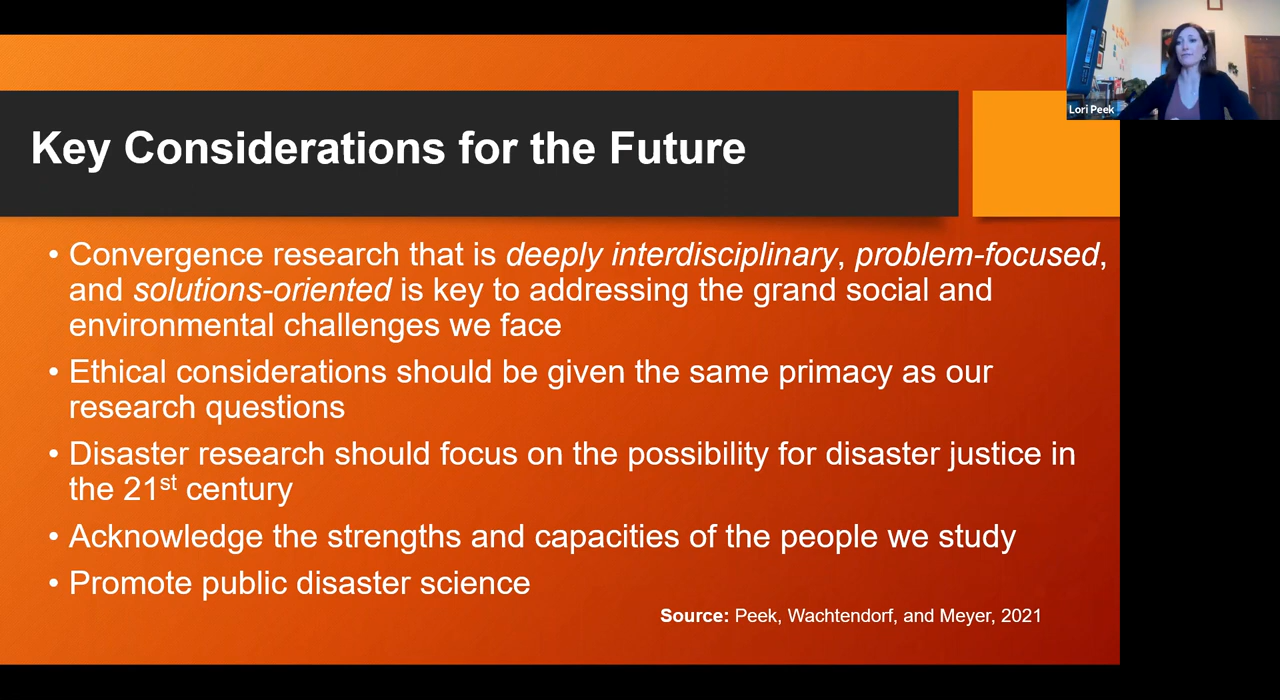 Lori Peek
Key Considerations for the Future
• Convergence research that is deeply interdisciplinary, problem-focused,
and solutions-oriented is key to addressing the grand social and
environmental challenges we face
• Ethical considerations should be given the same primacy as our
research questions
• Disaster research should focus on the possibility for disaster justice in
the 21st century
• Acknowledge the strengths and capacities of the people we study
• Promote public disaster science
Source: Peek, Wachtendorf, and Meyer, 2021